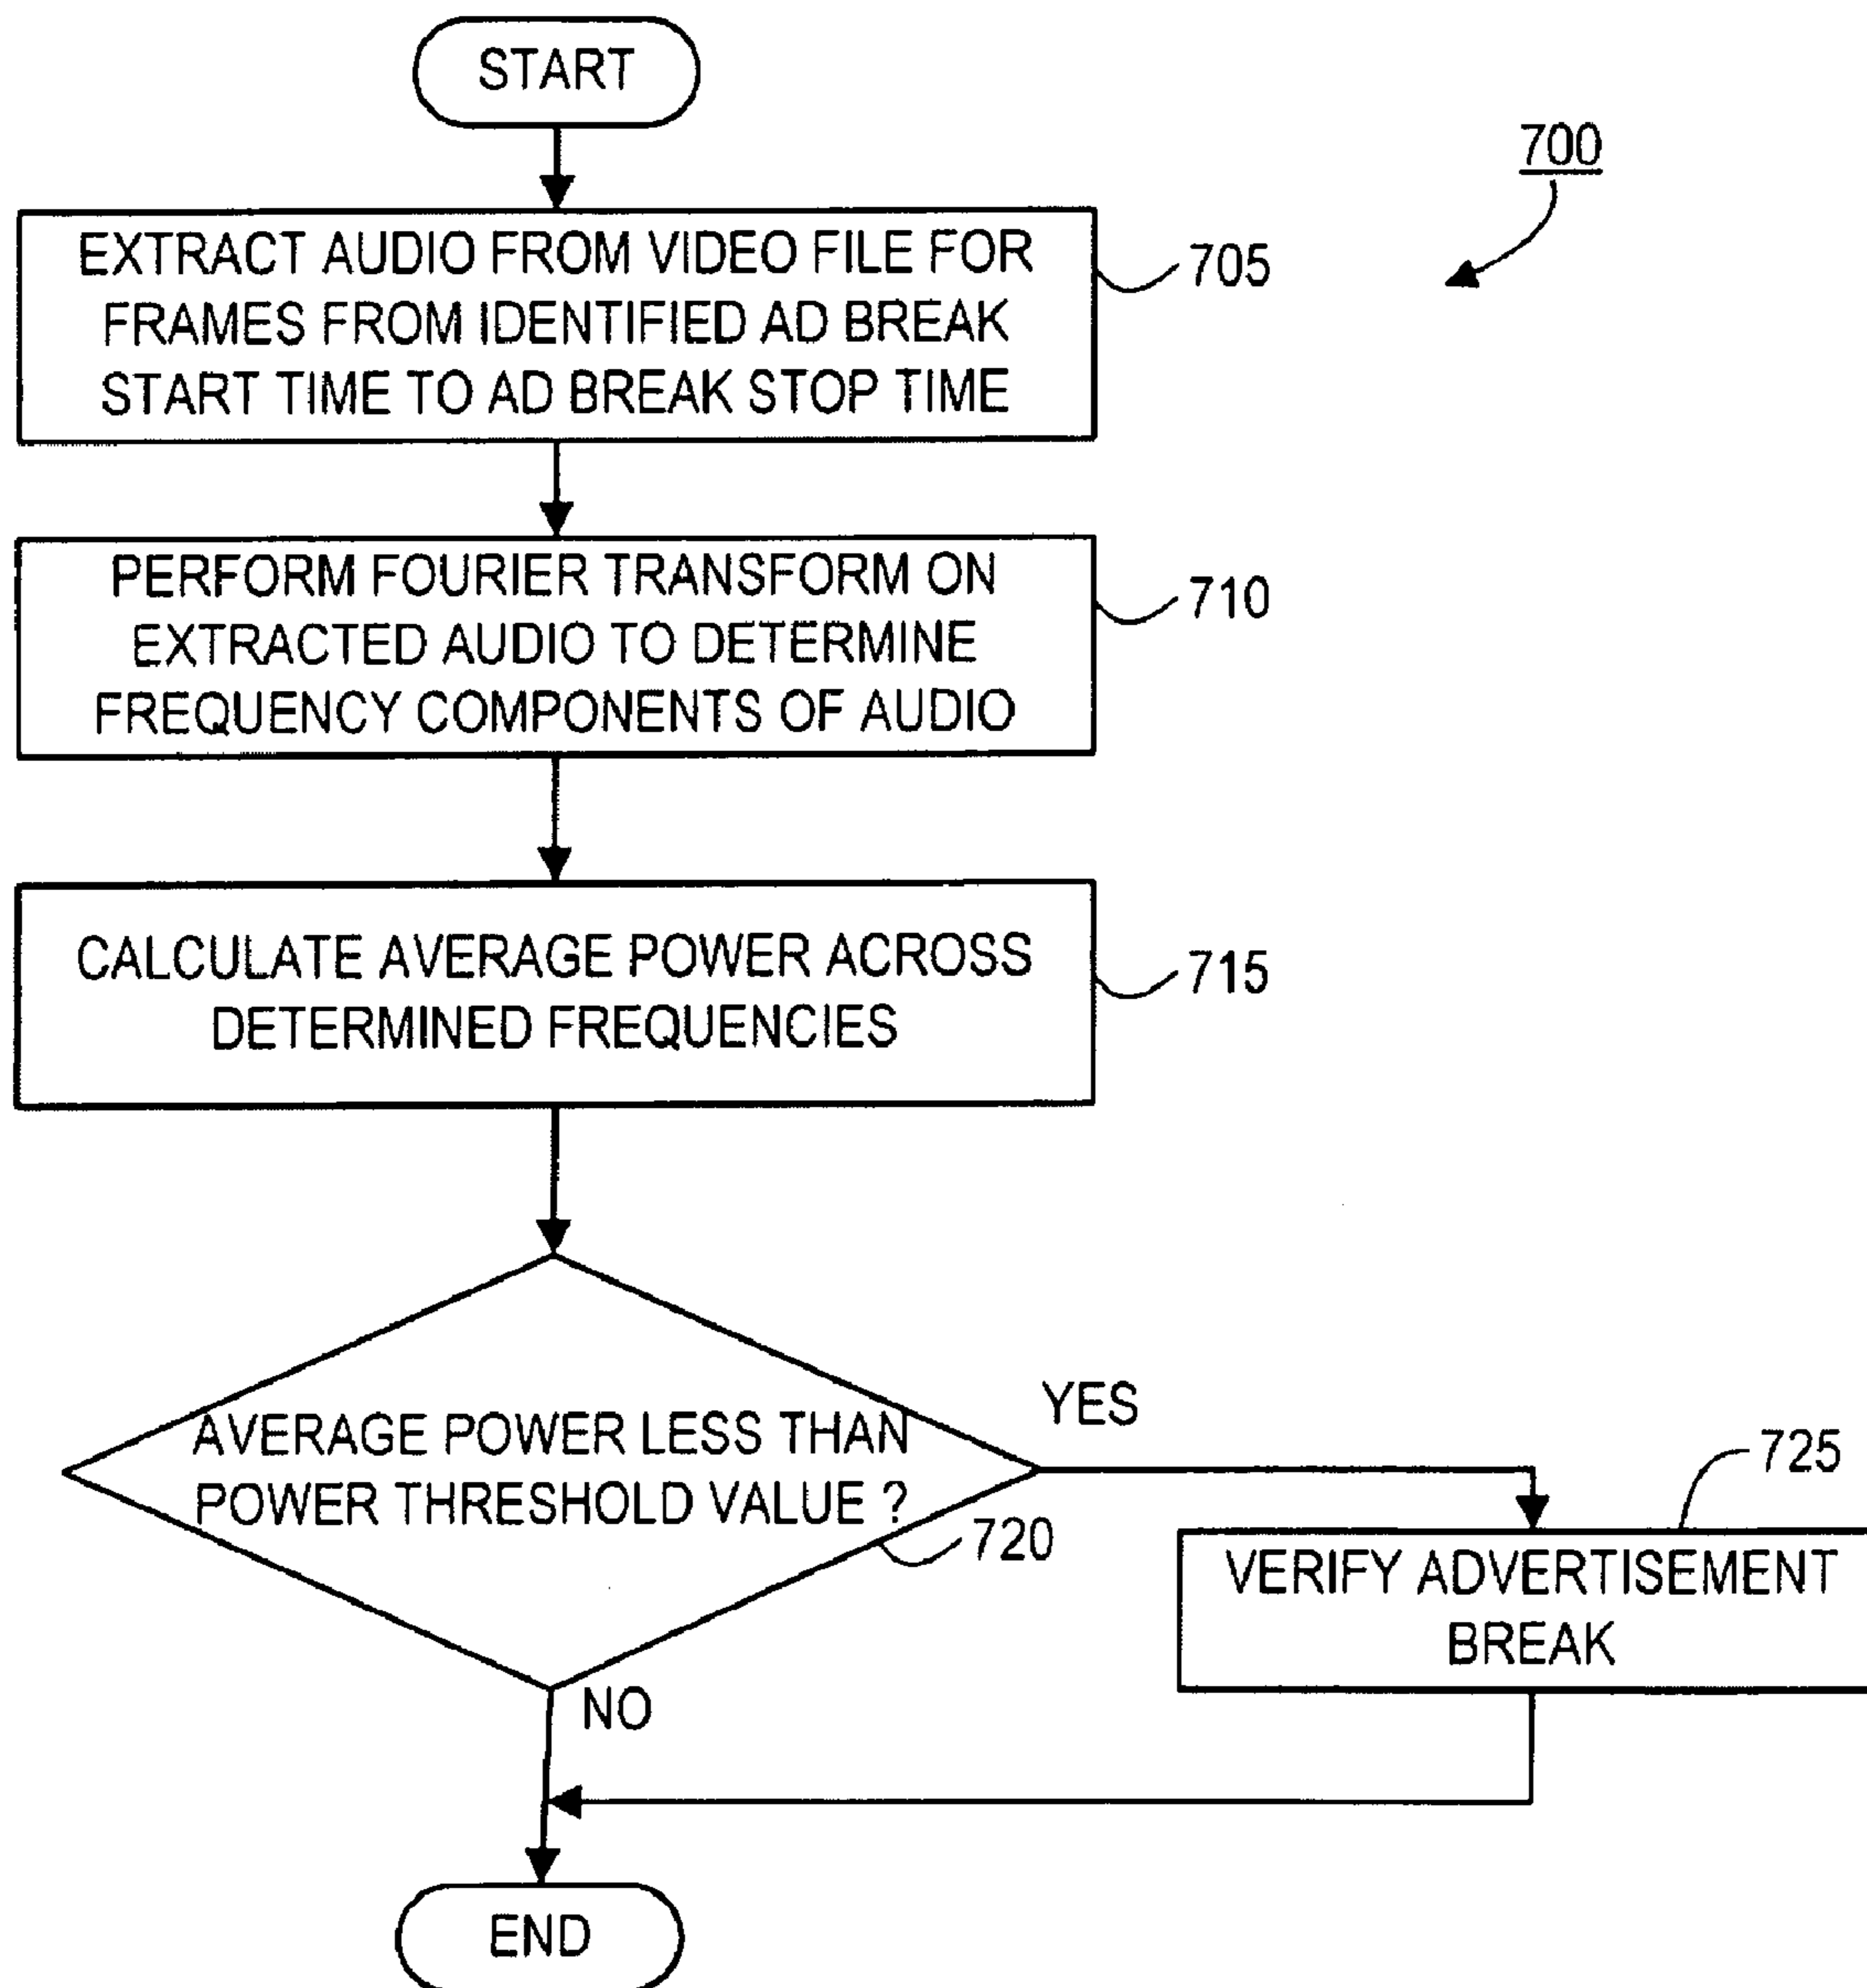 START
700
EXTRACT AUDIO FROM VIDEO FILE FOR
FRAMES FROM IDENTIFIED AD BREAK
START TIME TO AD BREAK STOP TIME
705
PERFORM FOURIER TRANSFORM ON
EXTRACTED AUDIO TO DETERMINE
FREQUENCY COMPONENTS OF AUDIO
710
CALCULATE AVERAGE POWER ACROSS
DETERMINED FREQUENCIES
715
AVERAGE POWER LESS THAN
POWER THRESHOLD VALUE ?
720
YES
725
VERIFY ADVERTISEMENT
BREAK
NO
END